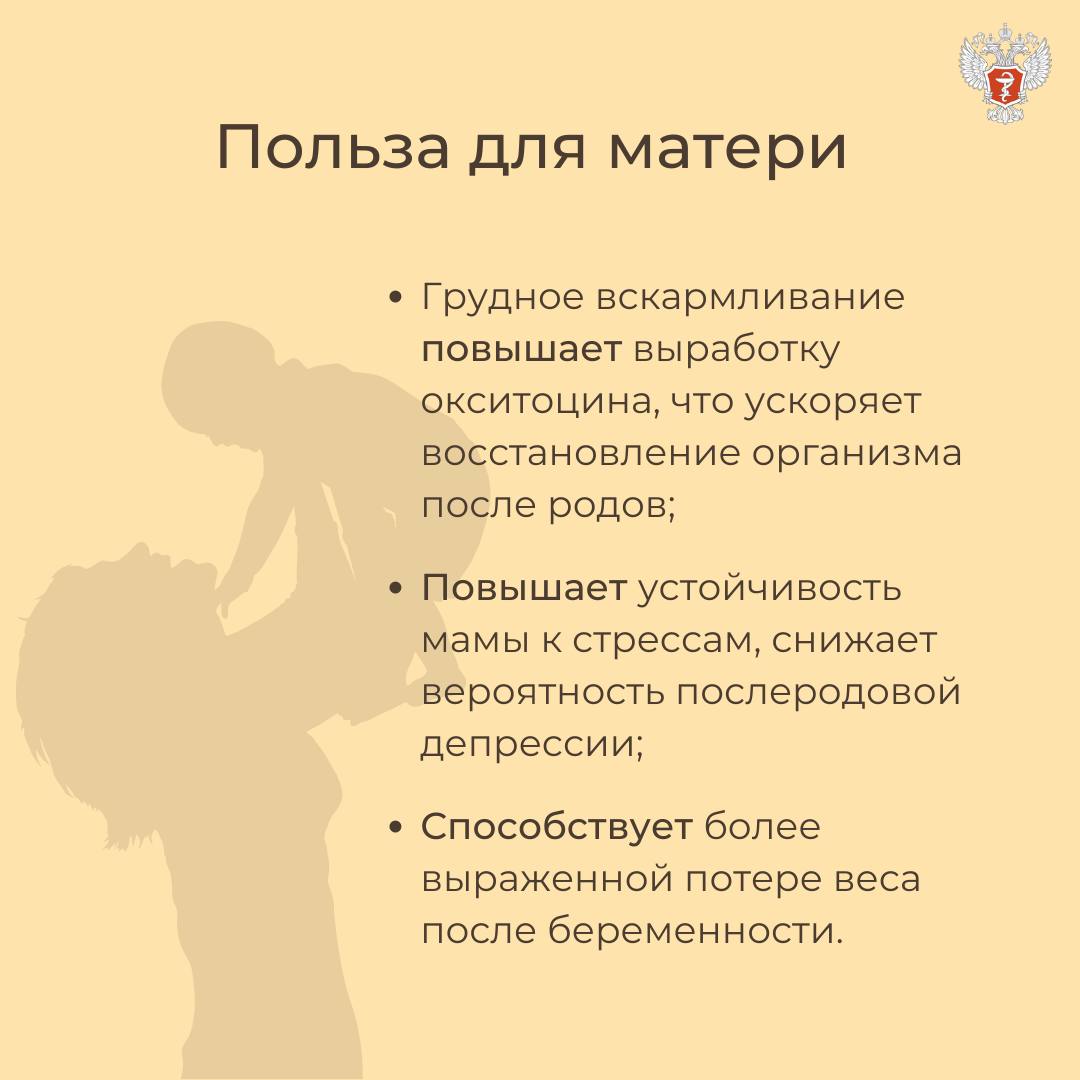 Польза для матери
• Грудное вскармливание
повышает выработку
окситоцина, что ускоряет
восстановление организма
после родов;
• Повышает устойчивость
мамы к стрессам, снижает
вероятность послеродовой
депрессии;
• Способствует более
выраженной потере веса
после беременности.